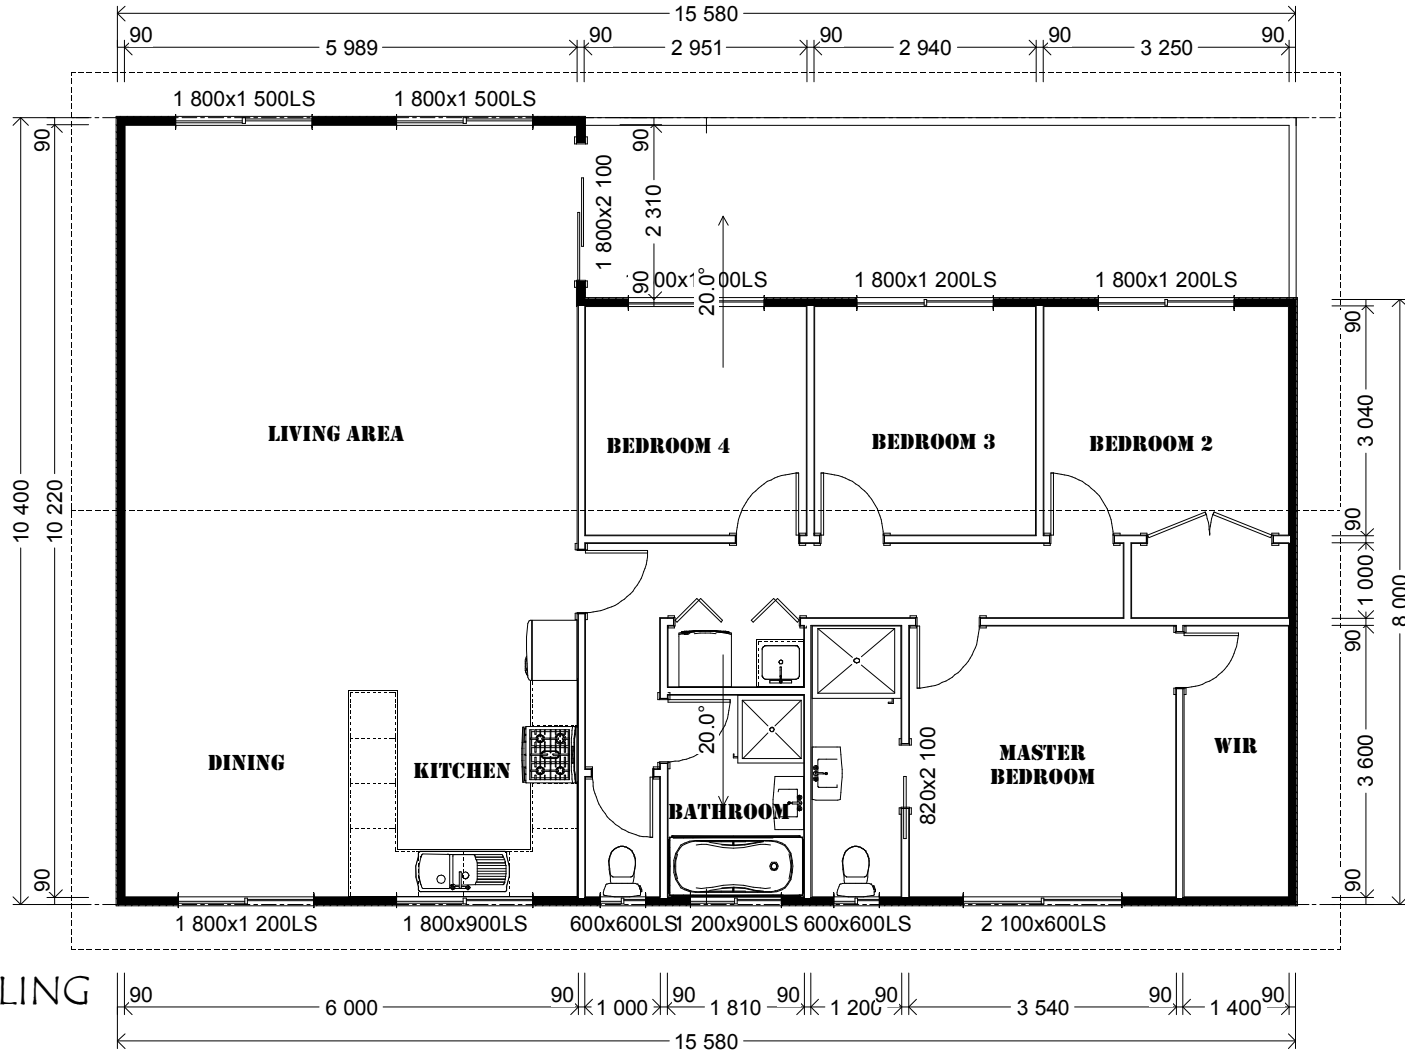 15 580
90 5 989 90 2 951 90 2 940 90 3 250 90
1 800x1 500LS 1 800x1 500LS
90 90
1 800x2 100
2 310
90 20.0° 1 800x1 200LS 1 800x1 200LS
90
LIVING AREA BEDROOM 4 BEDROOM 3 BEDROOM 2
3 040
90
10 400 10 220
1 000
8 000
90
DINING KITCHEN 20.0° 820x2 100 MASTER
BEDROOM
WIR
3 600
BATHROOM
90 90
1 800x1 200LS 1 800x900LS 600x600LS 1 200x900LS 600x600LS 2 100x600LS
LING
90 6 000 90 1 000 90 1 810 1 200 90 3 540 90 1 400 90
15 580